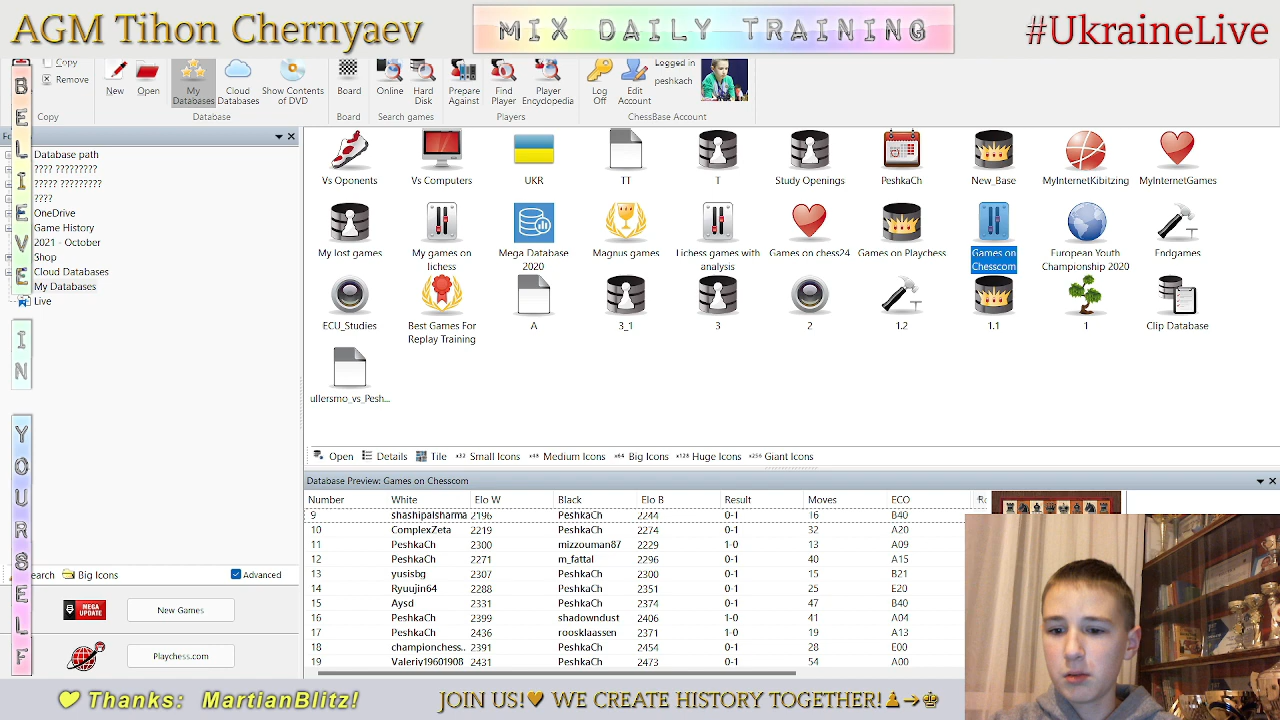 AGM Tihon Chernyaev
MIX DAILY TRAINING
#UkraineLive
BELIEVE
IN
YOURSELF
Copy
Remove
Copy
New
Open
My Databases
Cloud Databases
Show Contents of DVD
Database
Board
Board
Online
Hard Disk
Search games
Prepare Against
Find Player
Player Encyclopedia
Players
Log Off
Edit Account
Logged in
peshkach
ChessBase Account
Database path
???? ?????????
????? ?????????
????
OneDrive
Game History
2021 - October
Shop
Cloud Databases
My Databases
Live
Vs Oponents
Vs Computers
UKR
TT
T
Study Openings
PeshkaCh
New_Base
MyInternetKibitzing
MyInternetGames
My lost games
My games on lichess
Mega Database 2020
Magnus games
Lichess games with analysis
Games on chess24
Games on Playchess
Games on Chesscom
European Youth Championship 2020
Endgames
ECU_Studies
Best Games For Replay Training
A
3_1
3
2
1.2
1.1
1
Clip Database
ullersmo_vs_Pesh...
Open Details Tile Small Icons Medium Icons Big Icons Huge Icons Giant Icons
Database Preview: Games on Chesscom
Number White Elo W Black Elo B Result Moves ECO
9 shashipalsharma 2196 PeshkaCh 2244 0-1 16 B40
10 ComplexZeta 2219 PeshkaCh 2274 0-1 32 A20
11 PeshkaCh 2300 mizzouman87 2229 1-0 13 A09
12 PeshkaCh 2271 m_fattal 2296 0-1 40 A15
13 yusisbg 2307 PeshkaCh 2300 0-1 15 B21
14 Ryuujin64 2288 PeshkaCh 2351 0-1 25 E20
15 Aysd 2331 PeshkaCh 2374 0-1 47 B40
16 PeshkaCh 2399 shadowdust 2406 1-0 41 A04
17 PeshkaCh 2436 roosklaassen 2371 1-0 19 A13
18 championchess... 2391 PeshkaCh 2454 0-1 28 E00
19 Valeriy19601908 2431 PeshkaCh 2473 0-1 54 A00
Big Icons
Advanced
MEGA UPDATE
New Games
Playchess.com
Thanks: MartianBlitz!
JOIN US! WE CREATE HISTORY TOGETHER!